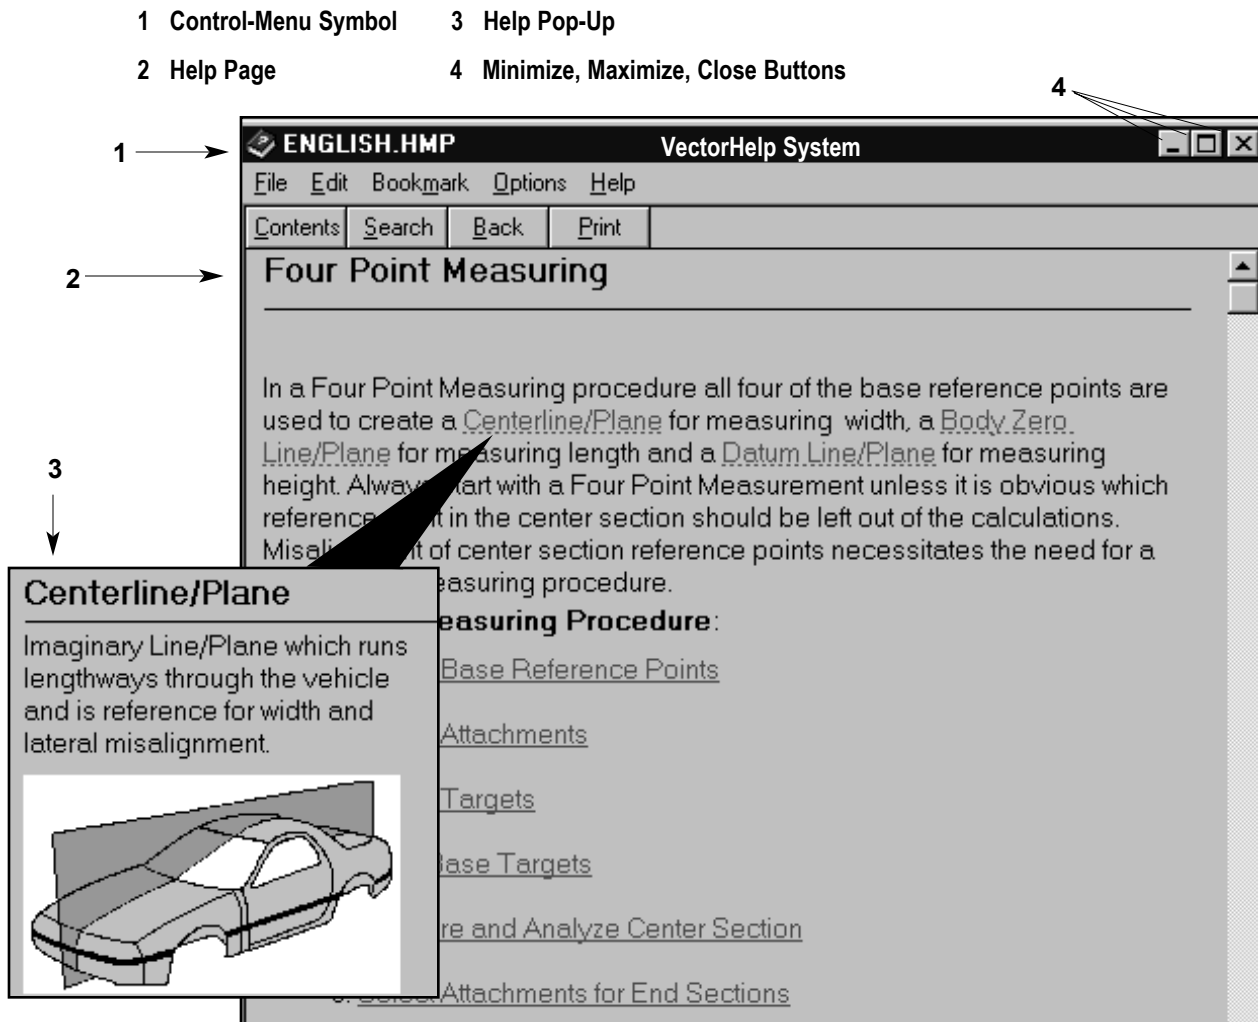 1 Control-Menu Symbol 3 Help Pop-Up
2 Help Page 4 Minimize, Maximize, Close Buttons
4
1
ENGLISH.HMP VectorHelp System
File Edit Bookmark Options Help
Contents Search Back Print
2
Four Point Measuring
In a Four Point Measuring procedure all four of the base reference points are
used to create a Centerline/Plane for measuring width, a Body Zero
Line/Plane for measuring length and a Datum Line/Plane for measuring
height. Always start with a Four Point Measurement unless it is obvious which
reference in the center section should be left out of the calculations.
of center section reference points necessitates the need for a
easuring procedure.
easuring Procedure:
Base Reference Points
Attachments
Targets
Base Targets
re and Analyze Center Section
Attachments for End Sections
3
Centerline/Plane
Imaginary Line/Plane which runs
lengthways through the vehicle
and is reference for width and
lateral misalignment.